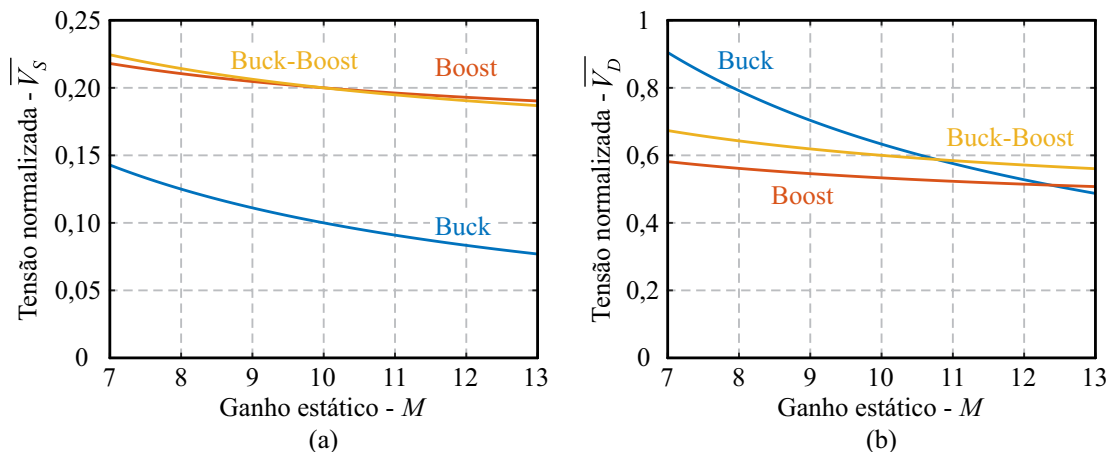 Tensão normalizada - V_S
0,25
0,20
0,15
0,10
0,05
0
Buck-Boost
Boost
Buck
7 8 9 10 11 12 13
Ganho estático - M
(a)
Tensão normalizada - V_D
1
0,8
0,6
0,4
0,2
0
Buck
Buck-Boost
Boost
7 8 9 10 11 12 13
Ganho estático - M
(b)